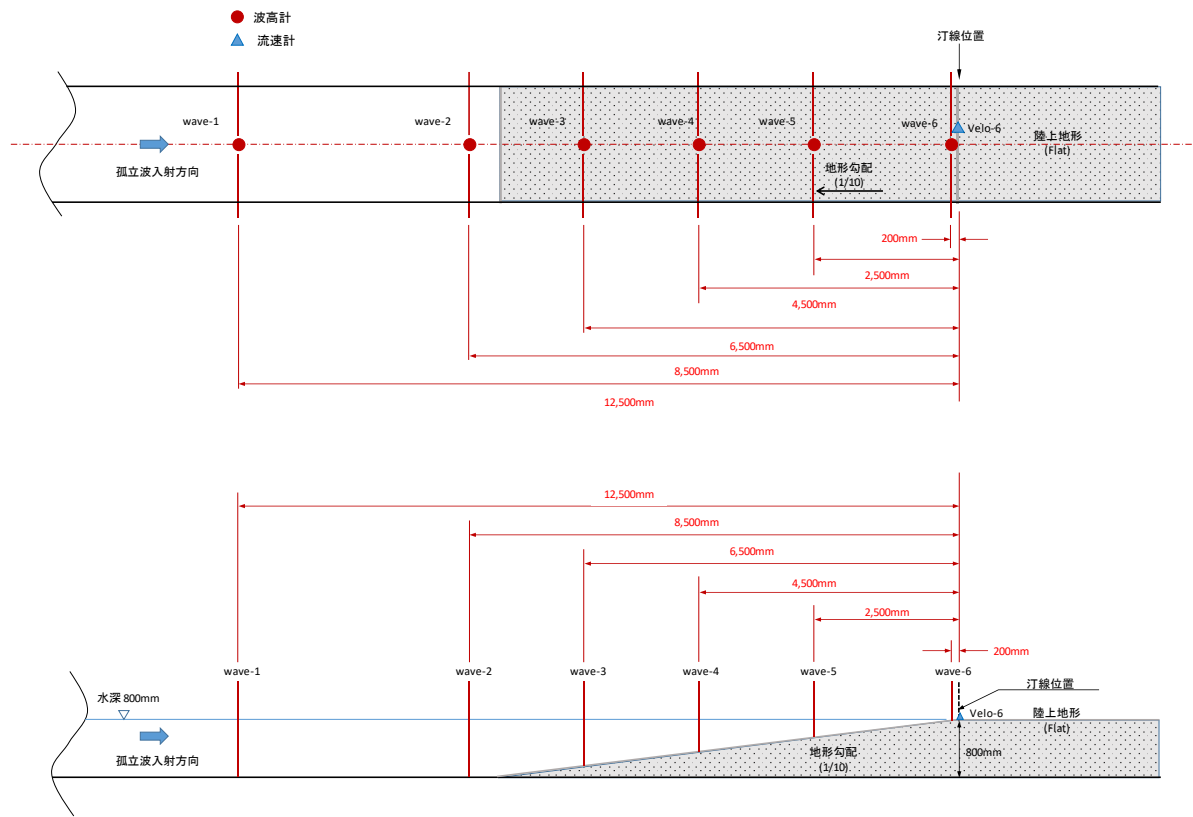 波高計
流速計
汀線位置
wave-1
wave-2
wave-3
wave-4
wave-5
wave-6
Velo-6
陸上地形
(Flat)
孤立波入射方向
地形勾配
(1/10)
200mm
2,500mm
4,500mm
6,500mm
8,500mm
12,500mm
12,500mm
8,500mm
6,500mm
4,500mm
2,500mm
200mm
wave-1
wave-2
wave-3
wave-4
wave-5
wave-6
汀線位置
水深 800mm
Velo-6
陸上地形
(Flat)
孤立波入射方向
地形勾配
(1/10)
800mm